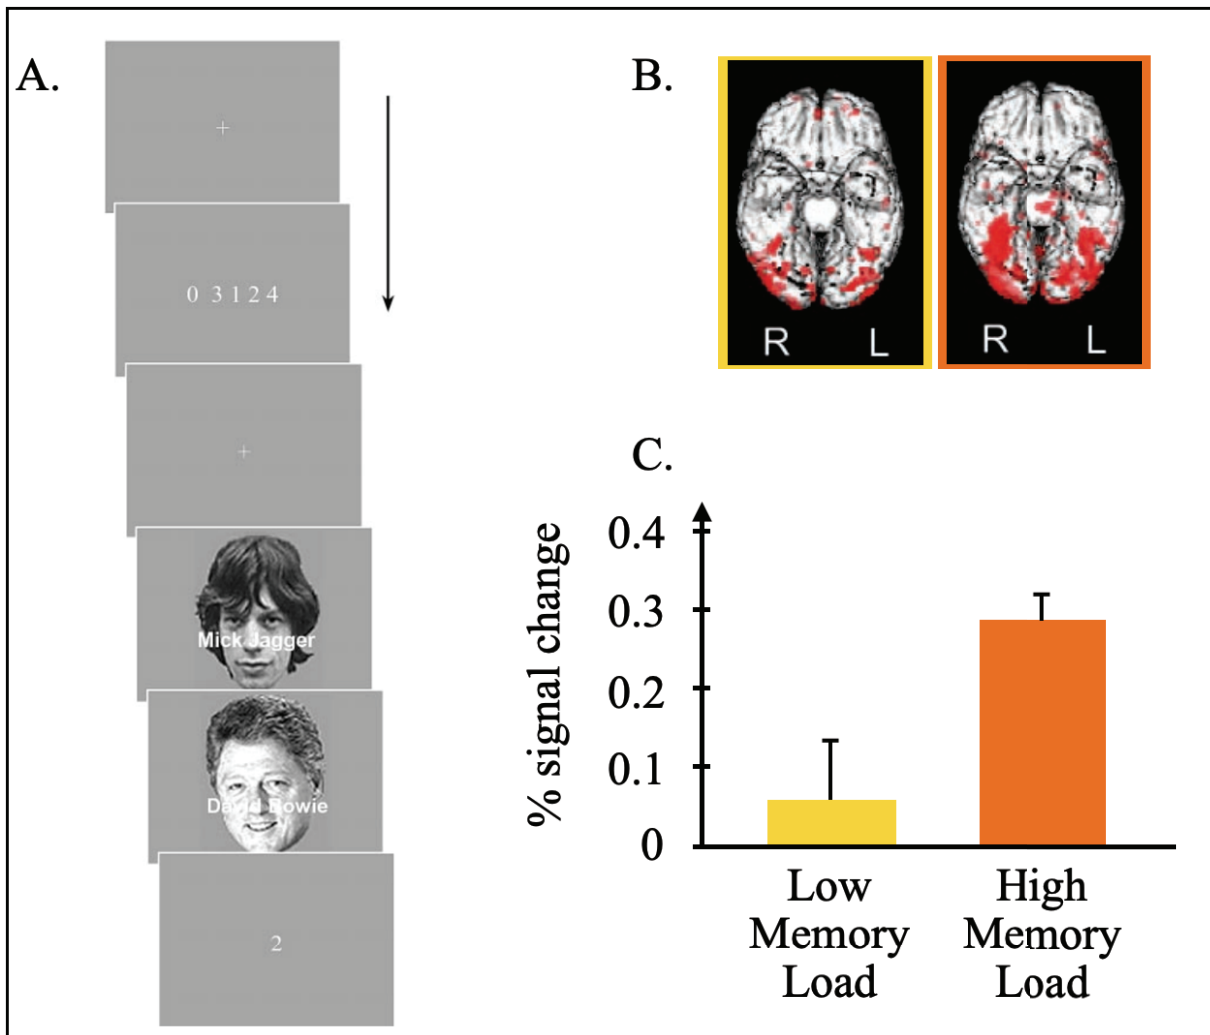 A.
+
0 3 1 2 4
+
Mick Jagger
David Bowie
2
B.
R L
R L
C.
% signal change
0.4
0.3
0.2
0.1
0
Low
Memory
Load
High
Memory
Load